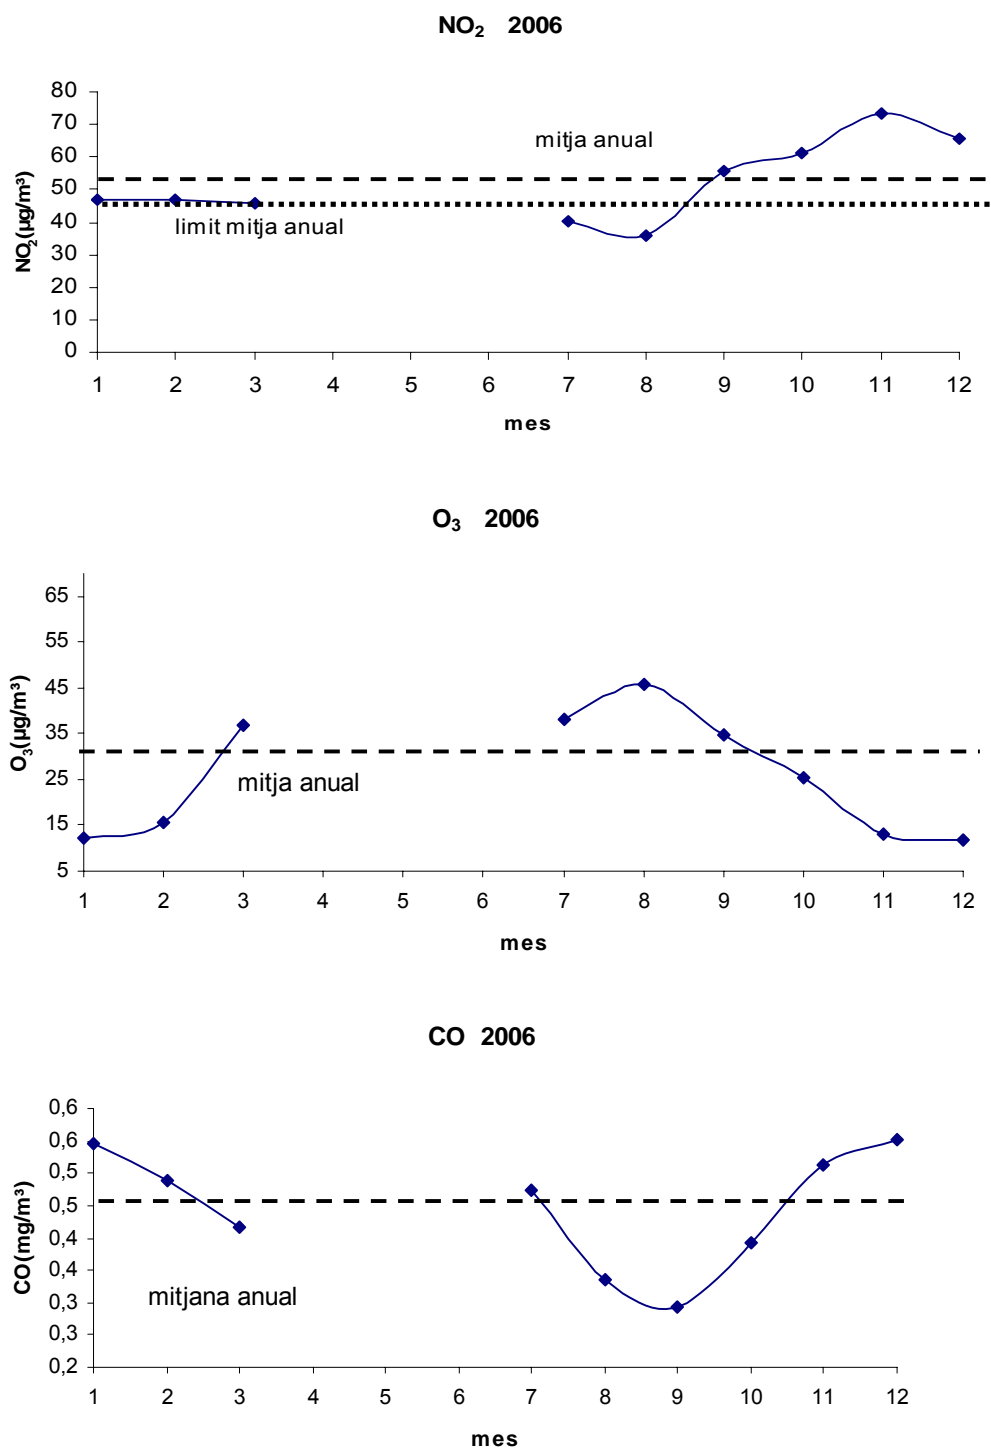 NO₂ 2006
80
70
60
50
40
30
20
10
0
NO₂(µg/m³)
mitja anual
limit mitja anual
1 2 3 4 5 6 7 8 9 10 11 12
mes
O₃ 2006
65
55
45
35
25
15
5
O₃(µg/m³)
mitja anual
1 2 3 4 5 6 7 8 9 10 11 12
mes
CO 2006
0,6
0,6
0,5
0,5
0,4
0,4
0,3
0,3
0,2
CO(mg/m³)
mitjana anual
1 2 3 4 5 6 7 8 9 10 11 12
mes